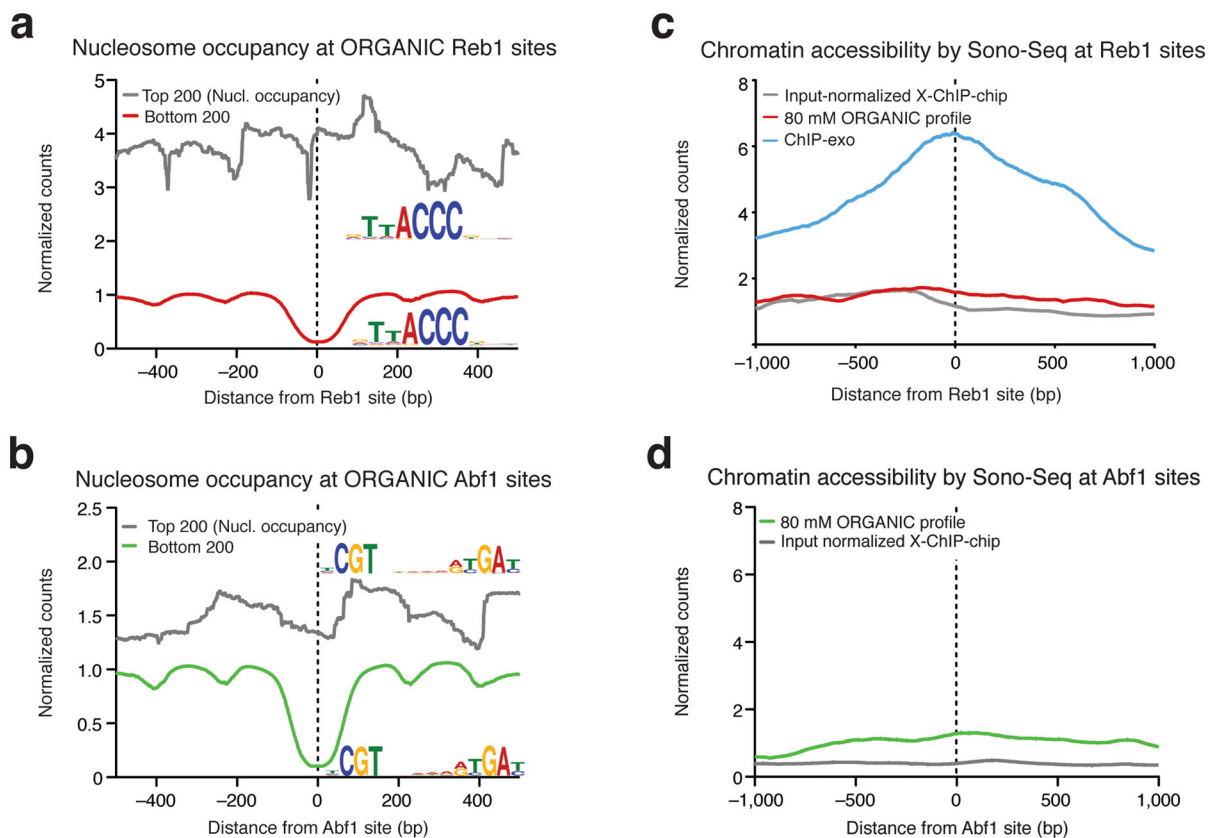 a
Nucleosome occupancy at ORGANIC Reb1 sites
Top 200 (Nucl. occupancy)
Bottom 200
Normalized counts
5
4
3
2
1
0
TTACCC
TTACCC
–400
–200
0
200
400
Distance from Reb1 site (bp)
b
Nucleosome occupancy at ORGANIC Abf1 sites
Top 200 (Nucl. occupancy)
Bottom 200
Normalized counts
2.5
2.0
1.5
1.0
0.5
0
CGT
GAT
CGT
GAT
–400
–200
0
200
400
Distance from Abf1 site (bp)
c
Chromatin accessibility by Sono-Seq at Reb1 sites
Input-normalized X-ChIP-chip
80 mM ORGANIC profile
ChIP-exo
Normalized counts
8
6
4
2
–1,000
–500
0
500
1,000
Distance from Reb1 site (bp)
d
Chromatin accessibility by Sono-Seq at Abf1 sites
80 mM ORGANIC profile
Input normalized X-ChIP-chip
Normalized counts
8
6
4
2
0
–1,000
–500
0
500
1,000
Distance from Abf1 site (bp)